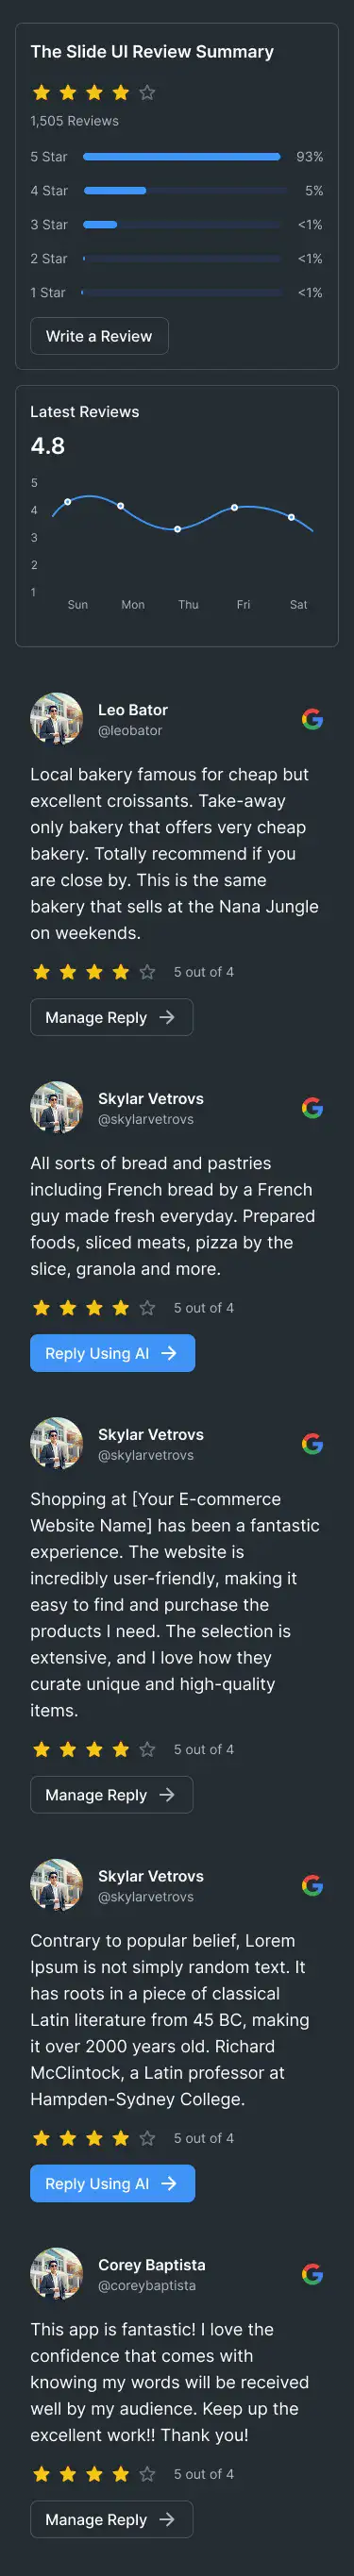 The Slide UI Review Summary
1,505 Reviews
5 Star 93%
4 Star 5%
3 Star <1%
2 Star <1%
1 Star <1%
Write a Review
Latest Reviews
4.8
5
4
3
2
1
Sun Mon Thu Fri Sat
Leo Bator
@leobator
Local bakery famous for cheap but
excellent croissants. Take-away
only bakery that offers very cheap
bakery. Totally recommend if you
are close by. This is the same
bakery that sells at the Nana Jungle
on weekends.
5 out of 4
Manage Reply
Skylar Vetrovs
@skylarvetrovs
All sorts of bread and pastries
including French bread by a French
guy made fresh everyday. Prepared
foods, sliced meats, pizza by the
slice, granola and more.
5 out of 4
Reply Using AI
Skylar Vetrovs
@skylarvetrovs
Shopping at [Your E-commerce
Website Name] has been a fantastic
experience. The website is
incredibly user-friendly, making it
easy to find and purchase the
products I need. The selection is
extensive, and I love how they
curate unique and high-quality
items.
5 out of 4
Manage Reply
Skylar Vetrovs
@skylarvetrovs
Contrary to popular belief, Lorem
Ipsum is not simply random text. It
has roots in a piece of classical
Latin literature from 45 BC, making
it over 2000 years old. Richard
McClintock, a Latin professor at
Hampden-Sydney College.
5 out of 4
Reply Using AI
Corey Baptista
@coreybaptista
This app is fantastic! I love the
confidence that comes with
knowing my words will be received
well by my audience. Keep up the
excellent work!! Thank you!
5 out of 4
Manage Reply